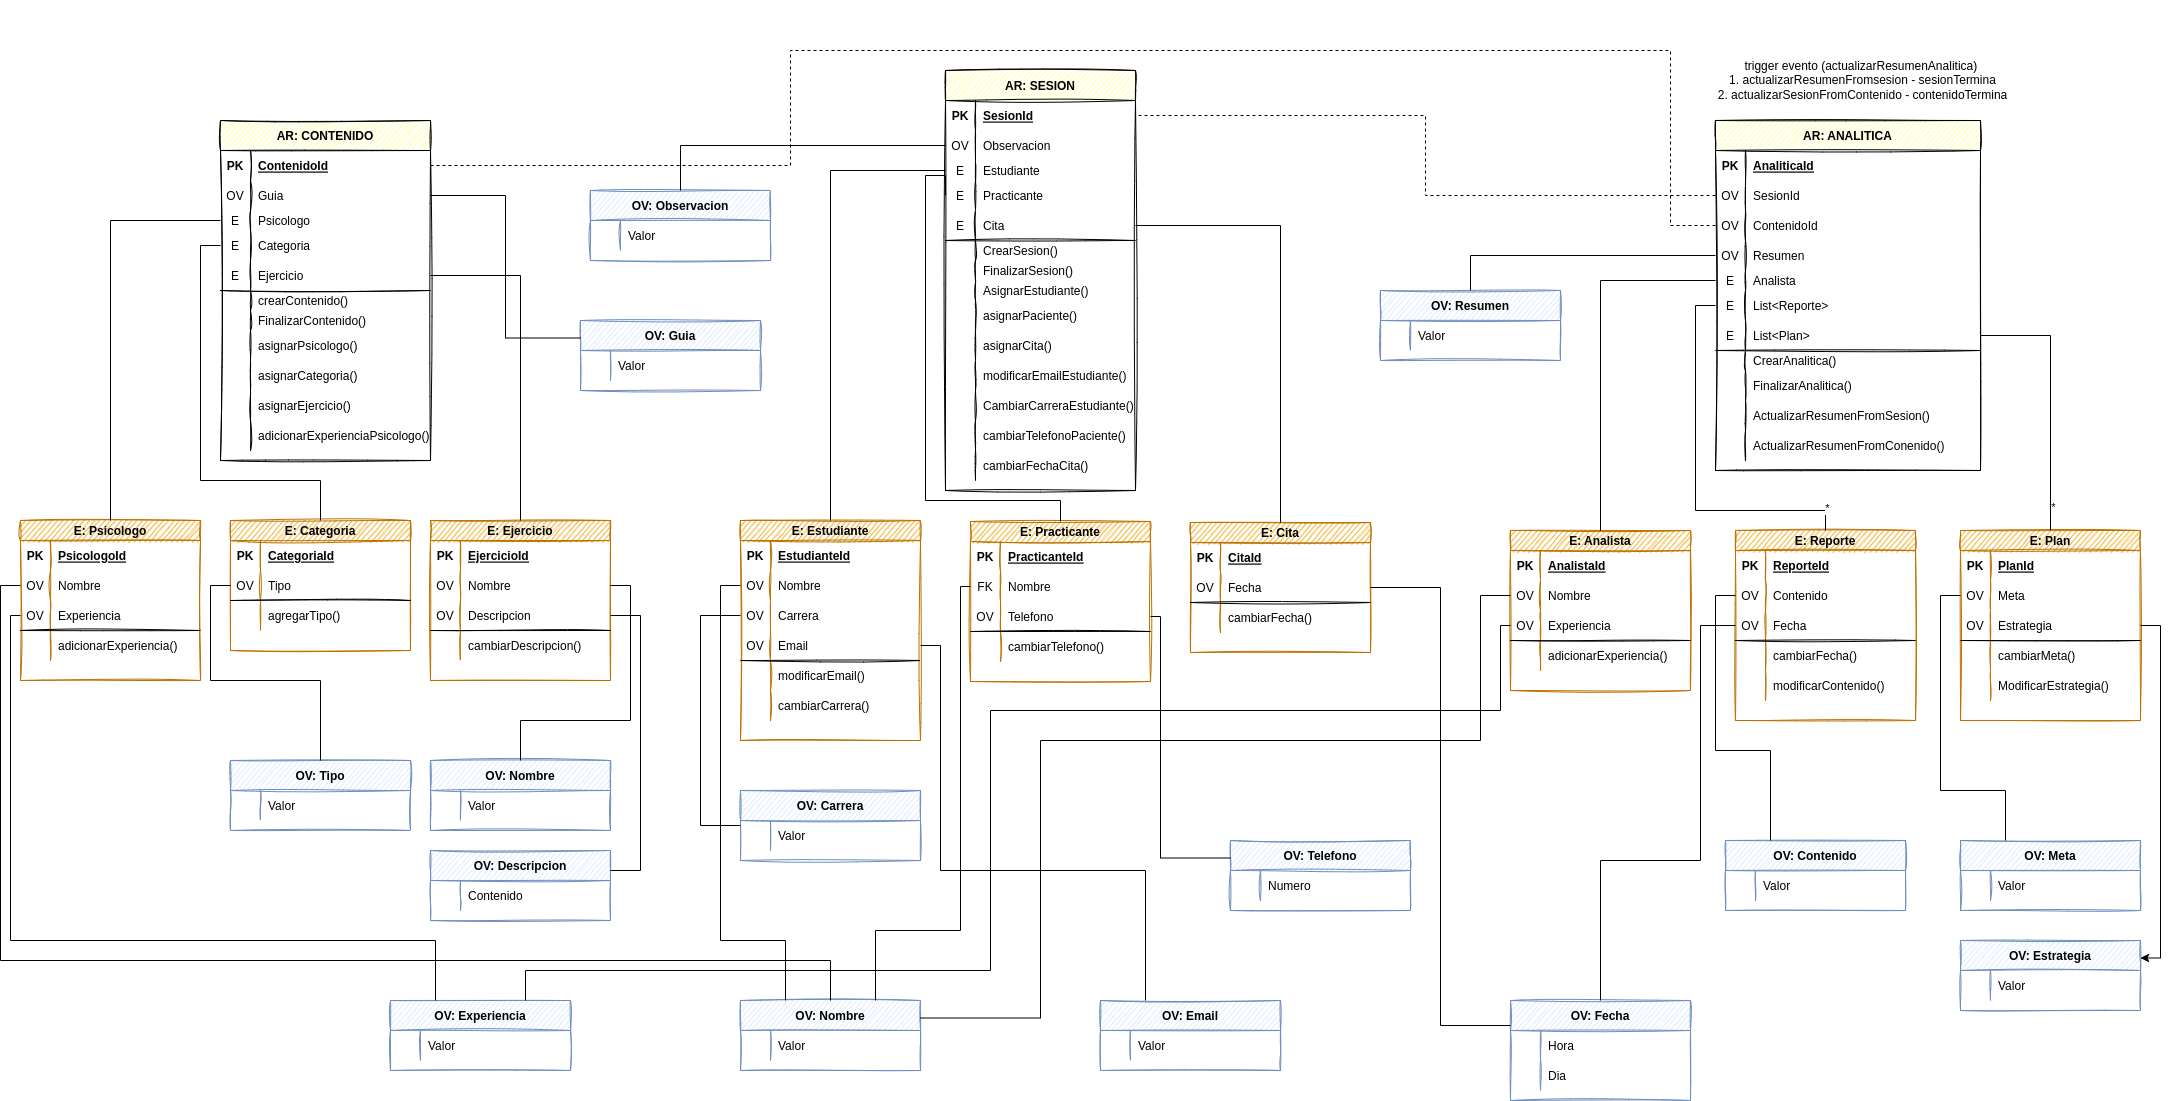 trigger evento (actualizarResumenAnalitica)
1. actualizarResumenFromsesion - sesionTermina
2. actualizarSesionFromContenido - contenidoTermina
AR: CONTENIDO
PK ContenidoId
OV Guia
E Psicologo
E Categoria
E Ejercicio
crearContenido()
FinalizarContenido()
asignarPsicologo()
asignarCategoria()
asignarEjercicio()
adicionarExperienciaPsicologo()
OV: Observacion
Valor
OV: Guia
Valor
AR: SESION
PK SesionId
OV Observacion
E Estudiante
E Practicante
E Cita
CrearSesion()
FinalizarSesion()
AsignarEstudiante()
asignarPaciente()
asignarCita()
modificarEmailEstudiante()
CambiarCarreraEstudiante()
cambiarTelefonoPaciente()
cambiarFechaCita()
OV: Resumen
Valor
AR: ANALITICA
PK AnaliticaId
OV SesionId
OV ContenidoId
OV Resumen
E Analista
E List<Reporte>
E List<Plan>
CrearAnalitica()
FinalizarAnalitica()
ActualizarResumenFromSesion()
ActualizarResumenFromConenido()
*
*
E: Psicologo
PK PsicologoId
OV Nombre
OV Experiencia
adicionarExperiencia()
E: Categoria
PK CategoriaId
OV Tipo
agregarTipo()
E: Ejercicio
PK EjercicioId
OV Nombre
OV Descripcion
cambiarDescripcion()
E: Estudiante
PK EstudianteId
OV Nombre
OV Carrera
OV Email
modificarEmail()
cambiarCarrera()
E: Practicante
PK PracticanteId
FK Nombre
OV Telefono
cambiarTelefono()
E: Cita
PK CitaId
OV Fecha
cambiarFecha()
E: Analista
PK AnalistaId
OV Nombre
OV Experiencia
adicionarExperiencia()
E: Reporte
PK ReporteId
OV Contenido
OV Fecha
cambiarFecha()
modificarContenido()
E: Plan
PK PlanId
OV Meta
OV Estrategia
cambiarMeta()
ModificarEstrategia()
OV: Tipo
Valor
OV: Nombre
Valor
OV: Descripcion
Contenido
OV: Carrera
Valor
OV: Telefono
Numero
OV: Contenido
Valor
OV: Meta
Valor
OV: Estrategia
Valor
OV: Experiencia
Valor
OV: Nombre
Valor
OV: Email
Valor
OV: Fecha
Hora
Dia